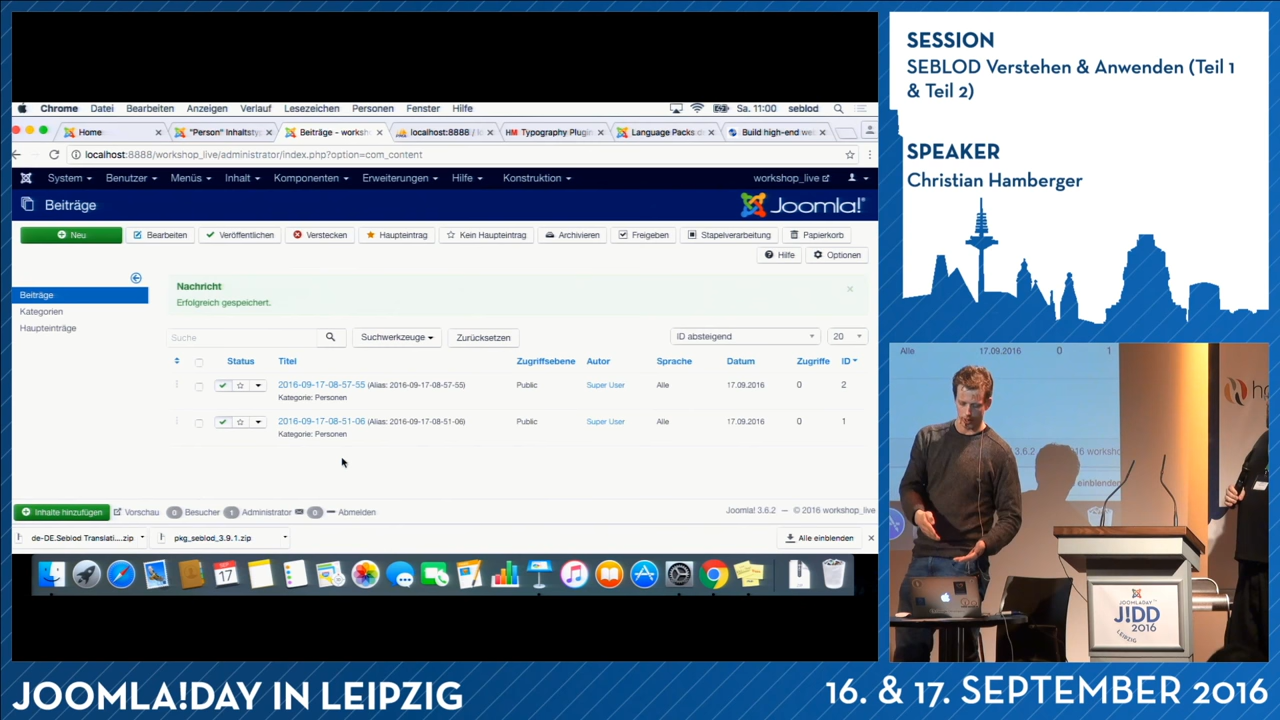 SESSION
SEBLOD Verstehen & Anwenden (Teil 1
& Teil 2)
SPEAKER
Christian Hamberger
Chrome Datei Bearbeiten Anzeigen Verlauf Lesezeichen Personen Fenster Hilfe Sa. 11:00 seblod
Home "Person" Inhaltsty Beiträge - worksh localhost:8888 / HM Typography Plugin Language Packs Build high-end we
localhost:8888/workshop_live/administrator/index.php?option=com_content
System Benutzer Menüs Inhalt Komponenten Erweiterungen Hilfe Konstruktion workshop_live
Beiträge Joomla!®
Neu Bearbeiten Veröffentlichen Verstecken Haupteintrag Kein Haupteintrag Archivieren Freigeben Stapelverarbeitung Papierkorb
Hilfe Optionen
Beiträge
Kategorien
Haupteinträge
Nachricht
Erfolgreich gespeichert.
Suche Suchwerkzeuge Zurücksetzen ID absteigend 20
Status Titel Zugriffsebene Autor Sprache Datum Zugriffe ID
2016-09-17-08-57-55 (Alias: 2016-09-17-08-57-55) Public Super User Alle 17.09.2016 0 2
Kategorie: Personen
2016-09-17-08-51-06 (Alias: 2016-09-17-08-51-06) Public Super User Alle 17.09.2016 0 1
Kategorie: Personen
Inhalte hinzufügen Vorschau 0 Besucher 1 Administrator 0 Abmelden Joomla! 3.6.2 — © 2016 workshop_live
de-DE.Seblod Translati....zip pkg_seblod_3.9.1.zip Alle einblenden
17
Alle 17.09.2016 0 1
3.6.2 2016 worksho
einblenden
JOOMLADAY
J!DD
2016
LEIPZIG
JOOMLA!DAY IN LEIPZIG
16. & 17. SEPTEMBER 2016